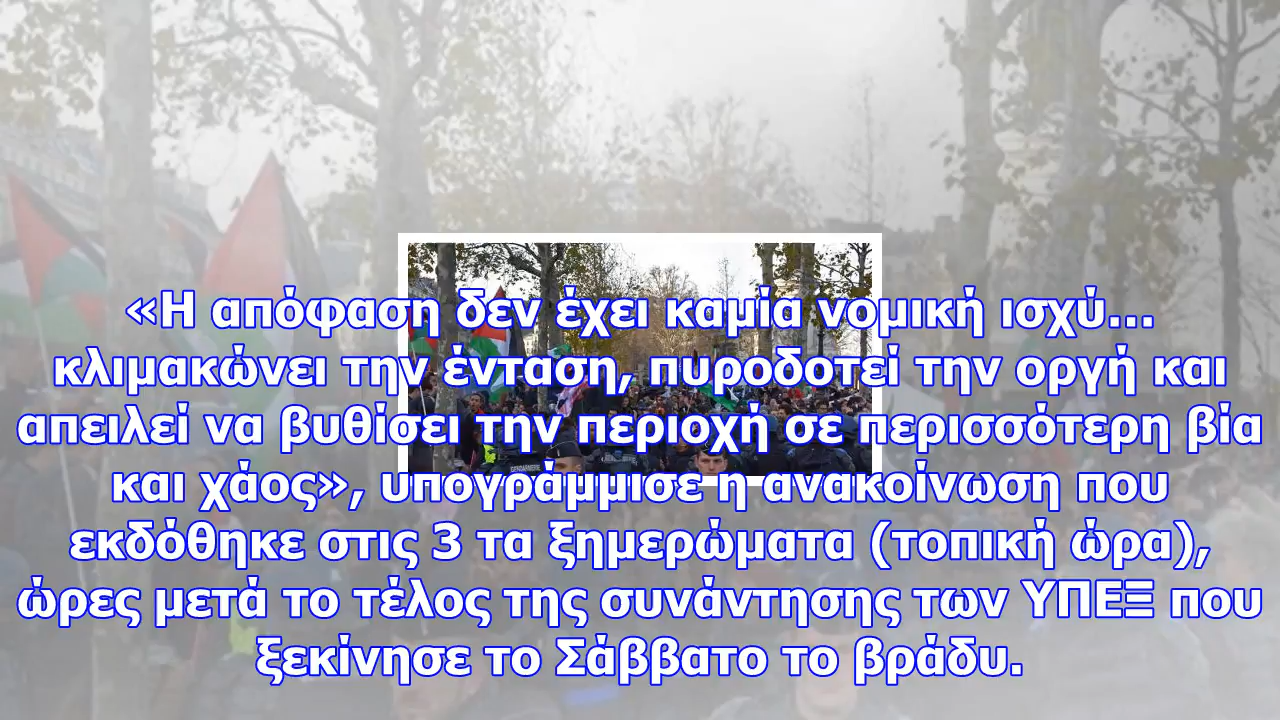 «Η απόφαση δεν έχει καμία νομική ισχύ...
κλιμακώνει την ένταση, πυροδοτεί την οργή και
απειλεί να βυθίσει την περιοχή σε περισσότερη βία
και χάος», υπογράμμισε η ανακοίνωση που
εκδόθηκε στις 3 τα ξημερώματα (τοπική ώρα),
ώρες μετά το τέλος της συνάντησης των ΥΠΕΞ που
ξεκίνησε το Σάββατο το βράδυ.
GENDARMERIE